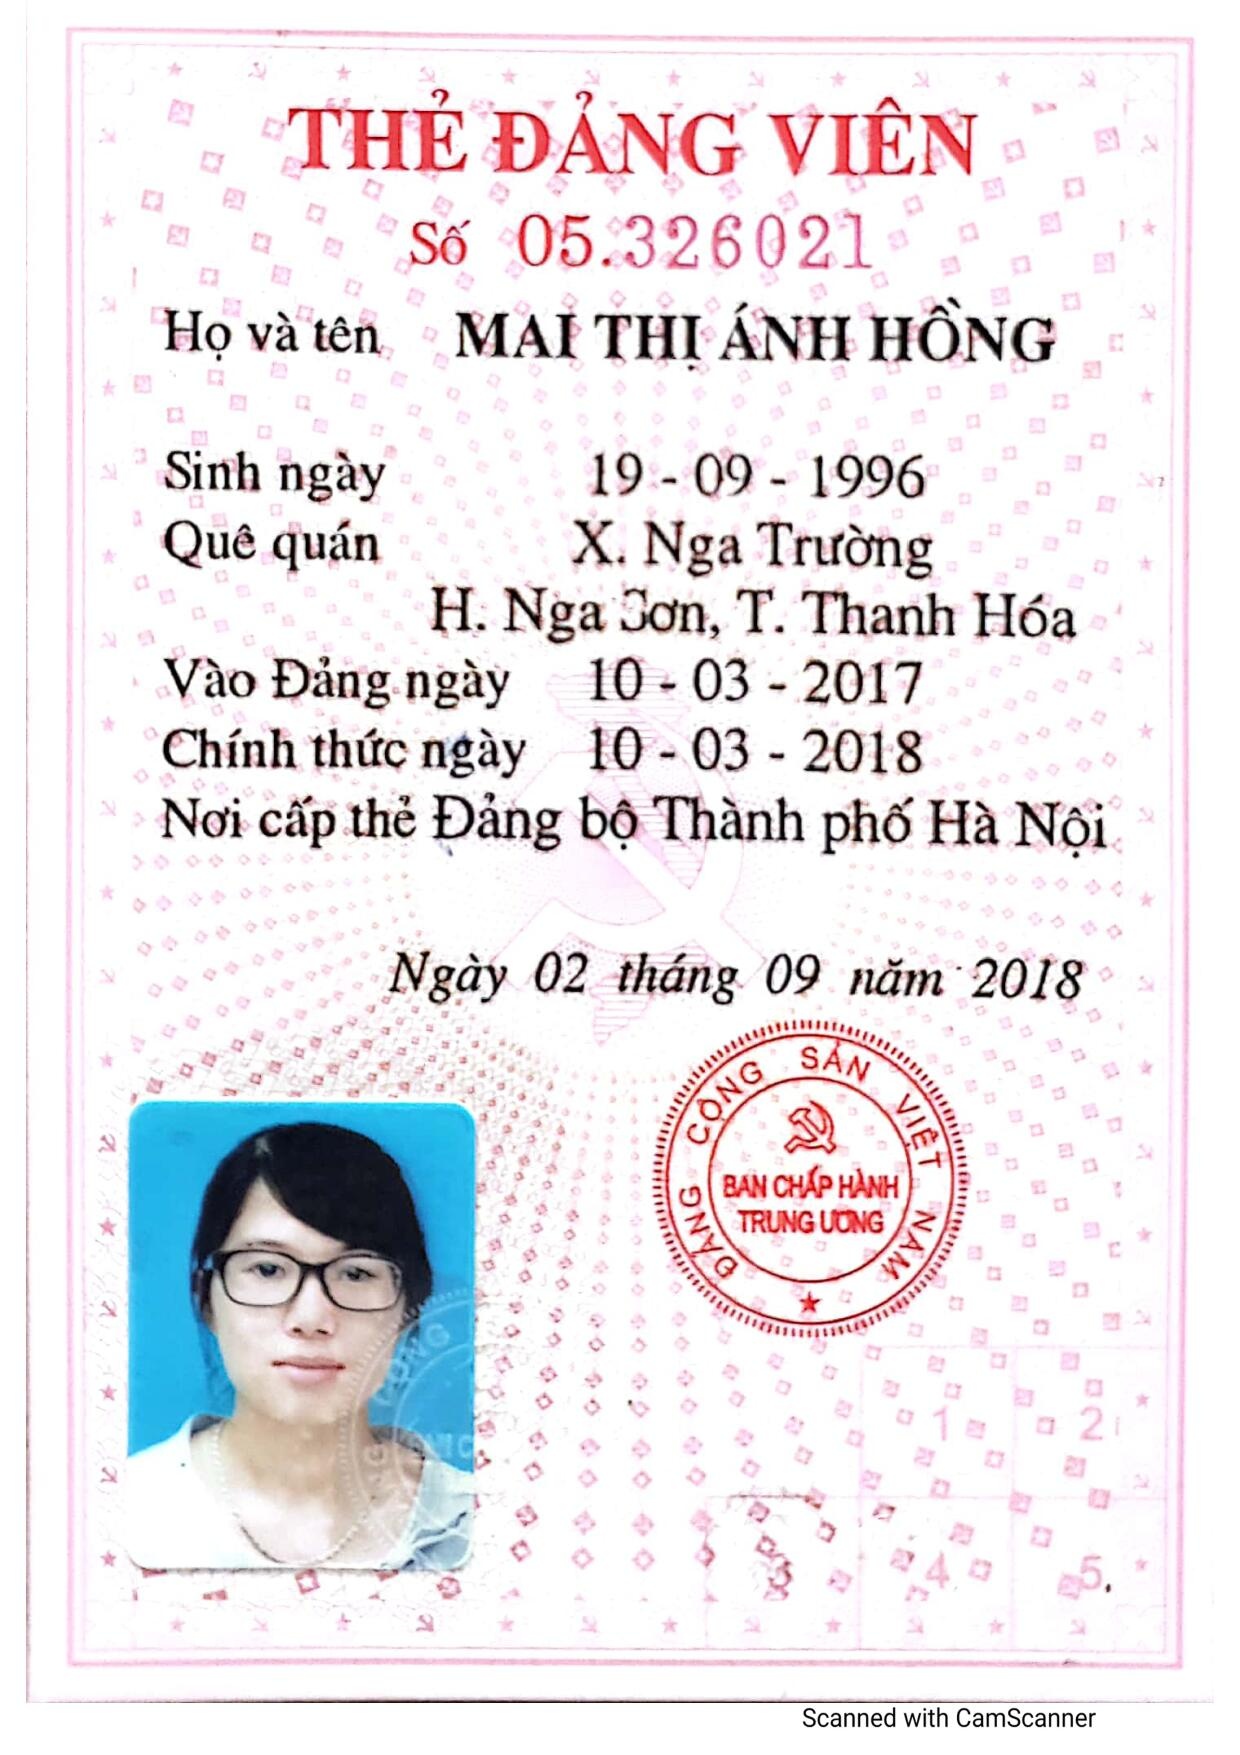 THẺ ĐẢNG VIÊN
Số 05.326021
Họ và tên MAI THỊ ÁNH HỒNG
Sinh ngày 19 - 09 - 1996
Quê quán X. Nga Trường
H. Nga Sơn, T. Thanh Hóa
Vào Đảng ngày 10 - 03 - 2017
Chính thức ngày 10 - 03 - 2018
Nơi cấp thẻ Đảng bộ Thành phố Hà Nội
Ngày 02 tháng 09 năm 2018
ĐẢNG CỘNG SẢN VIỆT NAM
BAN CHẤP HÀNH
TRUNG ƯƠNG
1 2
3 4 5
Scanned with CamScanner